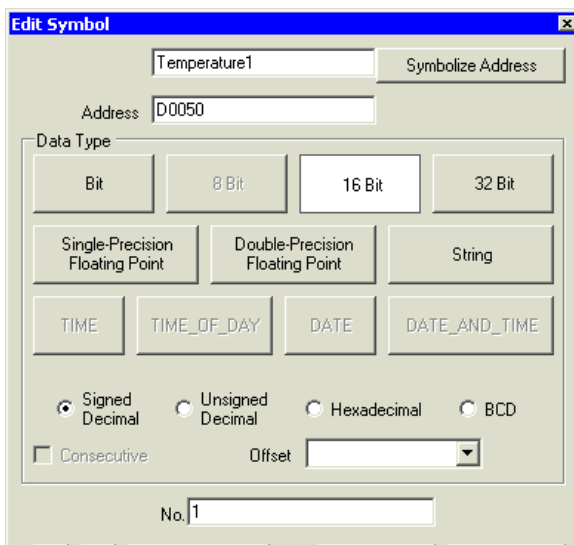 Edit Symbol
Temperature1
Symbolize Address
Address D0050
Data Type
Bit
8 Bit
16 Bit
32 Bit
Single-Precision
Floating Point
Double-Precision
Floating Point
String
TIME
TIME_OF_DAY
DATE
DATE_AND_TIME
Signed
Decimal
Unsigned
Decimal
Hexadecimal
BCD
Consecutive
Offset
No. 1